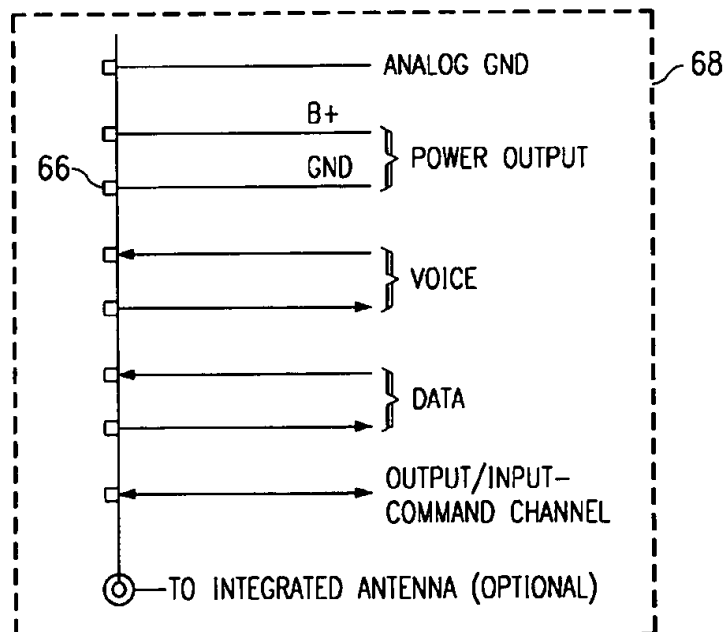 ANALOG GND
68
B+
POWER OUTPUT
66
GND
VOICE
DATA
OUTPUT/INPUT-
COMMAND CHANNEL
TO INTEGRATED ANTENNA (OPTIONAL)